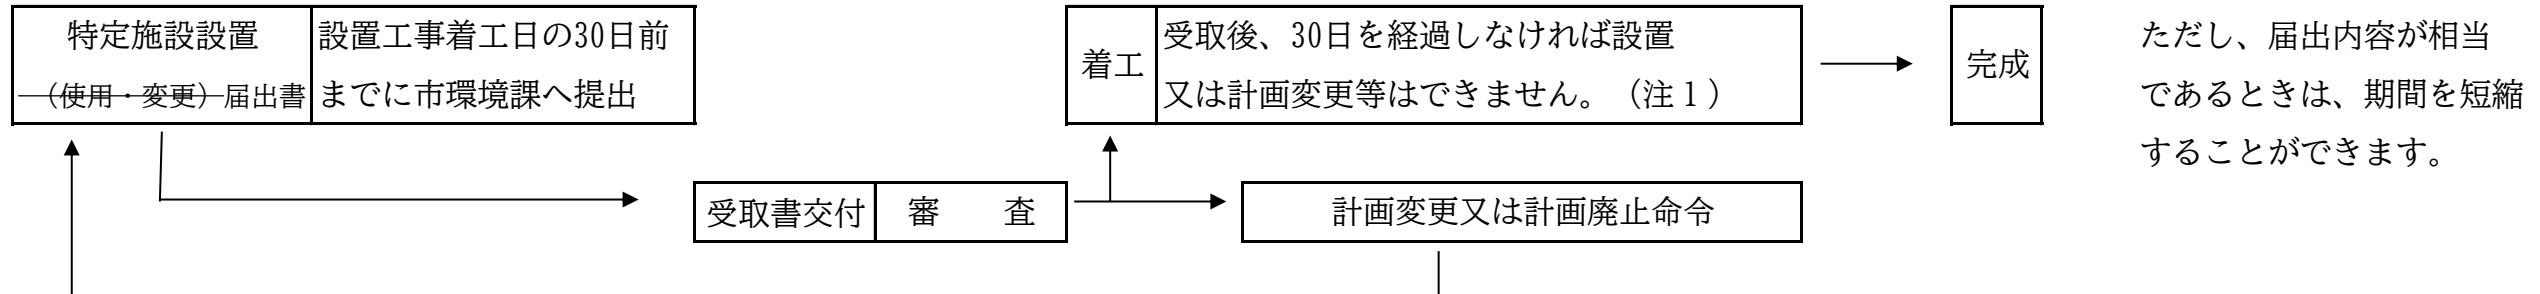 特定施設設置
（使用・変更）届出書
設置工事着工日の30日前
までに市環境課へ提出
着工
受取後、30日を経過しなければ設置
又は計画変更等はできません。（注１）
完成
ただし、届出内容が相当
であるときは、期間を短縮
することができます。
受取書交付
審　　査
計画変更又は計画廃止命令